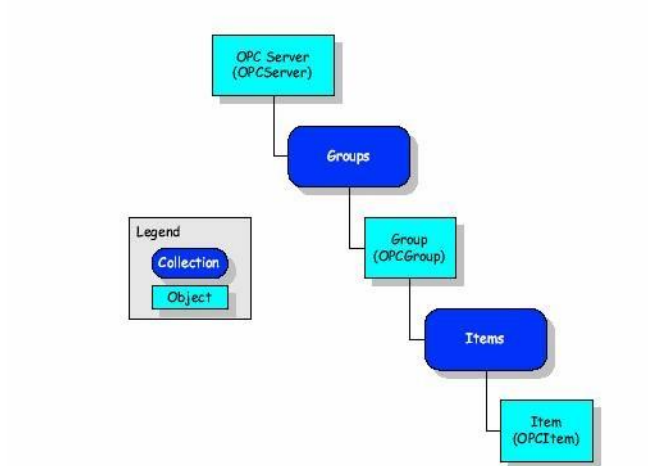 OPC Server
(OPCServer)
Groups
Legend
Collection
Object
Group
(OPCGroup)
Items
Item
(OPCItem)